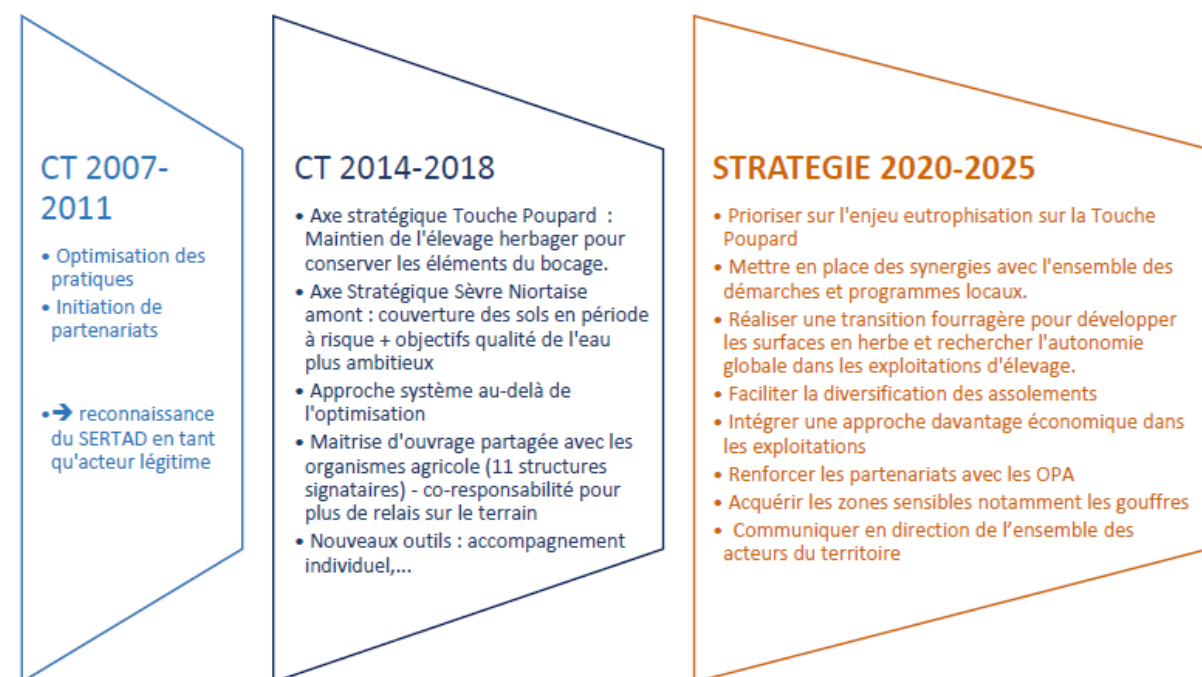 CT 2007-
2011
• Optimisation des
pratiques
• Initiation de
partenariats
•➔ reconnaissance
du SERTAD en tant
qu'acteur légitime
CT 2014-2018
• Axe stratégique Touche Poupard :
Maintien de l'élevage herbager pour
conserver les éléments du bocage.
• Axe Stratégique Sèvre Niortaise
amont : couverture des sols en période
à risque + objectifs qualité de l'eau
plus ambitieux
• Approche système au-delà de
l'optimisation
• Maitrise d'ouvrage partagée avec les
organismes agricole (11 structures
signataires) - co-responsabilité pour
plus de relais sur le terrain
• Nouveaux outils : accompagnement
individuel,...
STRATEGIE 2020-2025
• Prioriser sur l'enjeu eutrophisation sur la Touche
Poupard
• Mettre en place des synergies avec l'ensemble des
démarches et programmes locaux.
• Réaliser une transition fourragère pour développer
les surfaces en herbe et rechercher l'autonomie
globale dans les exploitations d'élevage.
• Faciliter la diversification des assolements
• Intégrer une approche davantage économique dans
les exploitations
• Renforcer les partenariats avec les OPA
• Acquérir les zones sensibles notamment les gouffres
• Communiquer en direction de l’ensemble des
acteurs du territoire